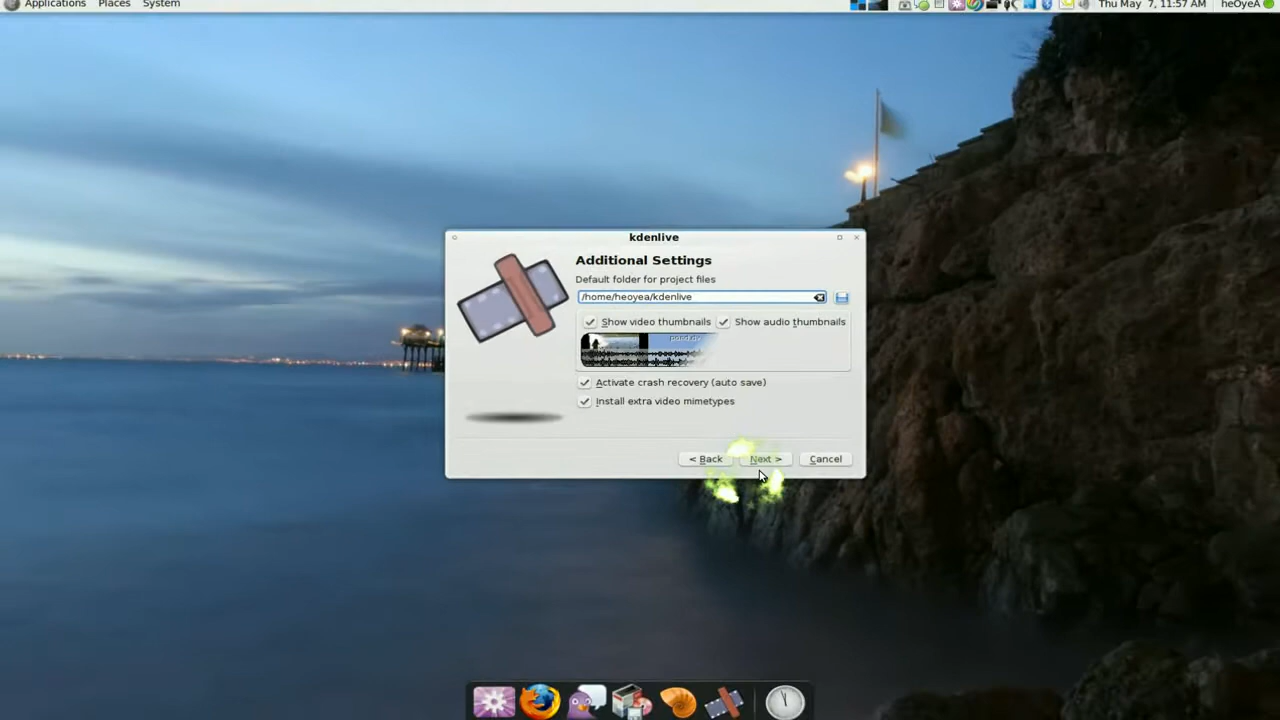 Applications Places System Thu May 7, 11:57 AM heOyeA
kdenlive
Additional Settings
Default folder for project files
/home/heoyea/kdenlive
Show video thumbnails Show audio thumbnails
Activate crash recovery (auto save)
Install extra video mimetypes
< Back Next > Cancel